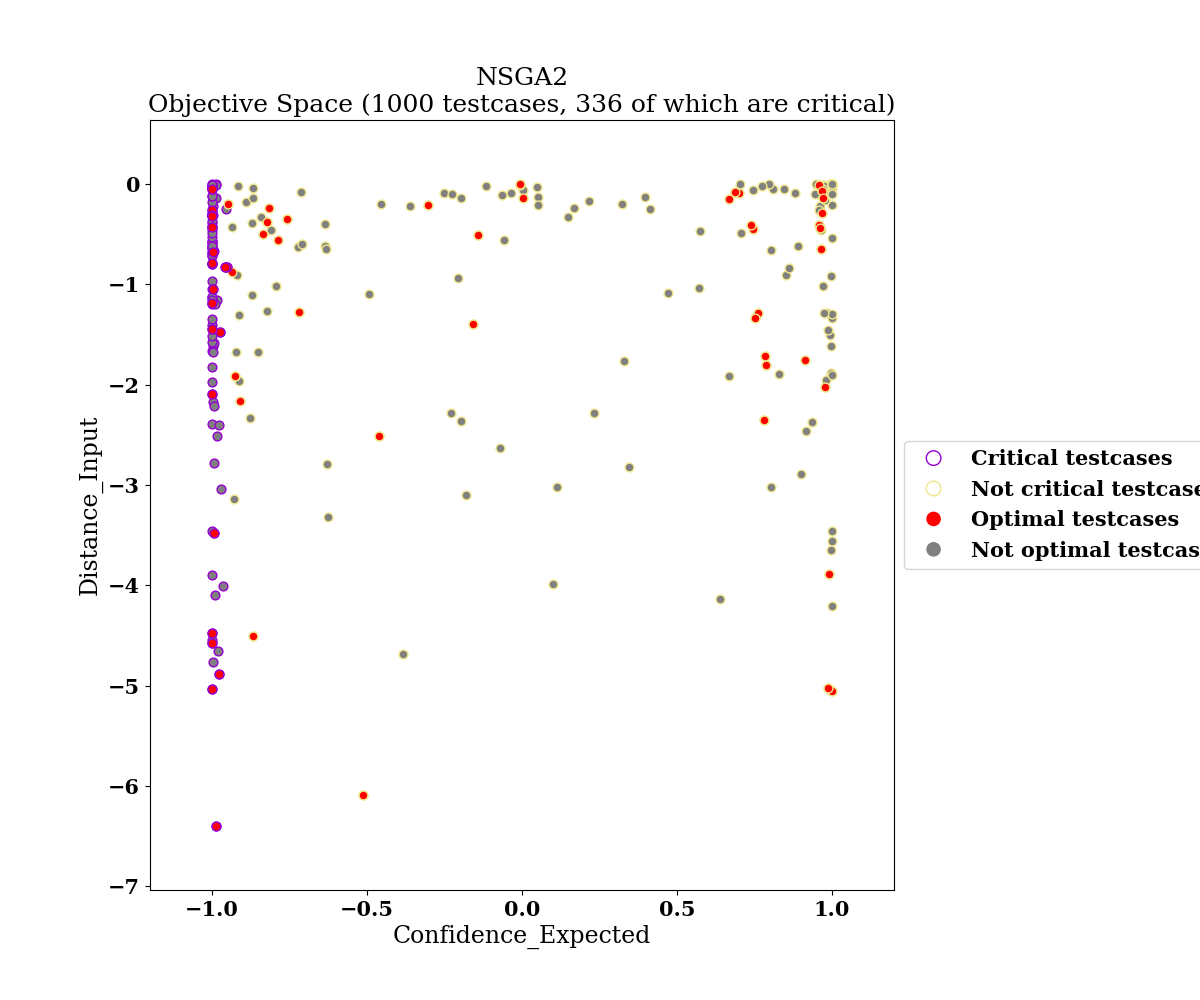 NSGA2
Objective Space (1000 testcases, 336 of which are critical)
0
−1
−2
−3
−4
−5
−6
−7
Distance_Input
−1.0
−0.5
0.0
0.5
1.0
Confidence_Expected
Critical testcases
Not critical testcase
Optimal testcases
Not optimal testcas